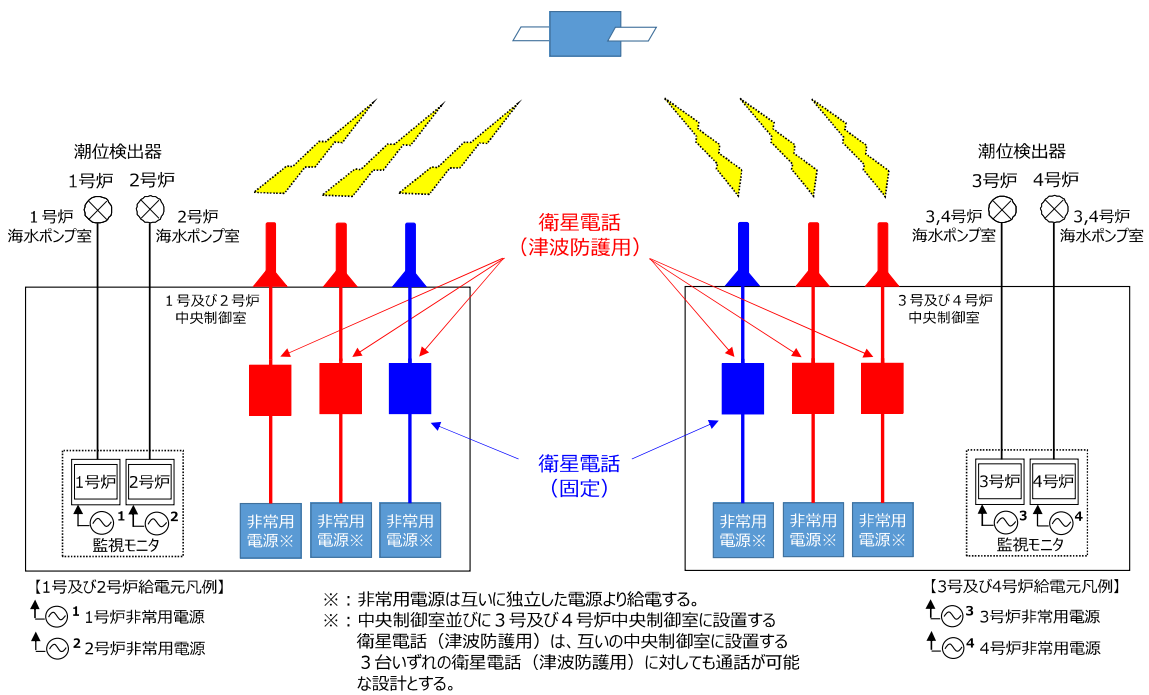 潮位検出器
1号炉 2号炉
1号炉
海水ポンプ室
2号炉
海水ポンプ室
衛星電話
（津波防護用）
潮位検出器
3号炉 4号炉
3,4号炉
海水ポンプ室
3,4号炉
海水ポンプ室
1号及び2号炉
中央制御室
3号及び4号炉
中央制御室
衛星電話
（固定）
1号炉 2号炉
1 2
監視モニタ
非常用
電源※
非常用
電源※
非常用
電源※
非常用
電源※
非常用
電源※
非常用
電源※
3号炉 4号炉
3 4
監視モニタ
【1号及び2号炉給電元凡例】
1 1号炉非常用電源
2 2号炉非常用電源
※：非常用電源は互いに独立した電源より給電する。
※：中央制御室並びに３号及び４号炉中央制御室に設置する
衛星電話（津波防護用）は、互いの中央制御室に設置する
３台いずれの衛星電話（津波防護用）に対しても通話が可能
な設計とする。
【3号及び4号炉給電元凡例】
3 3号炉非常用電源
4 4号炉非常用電源